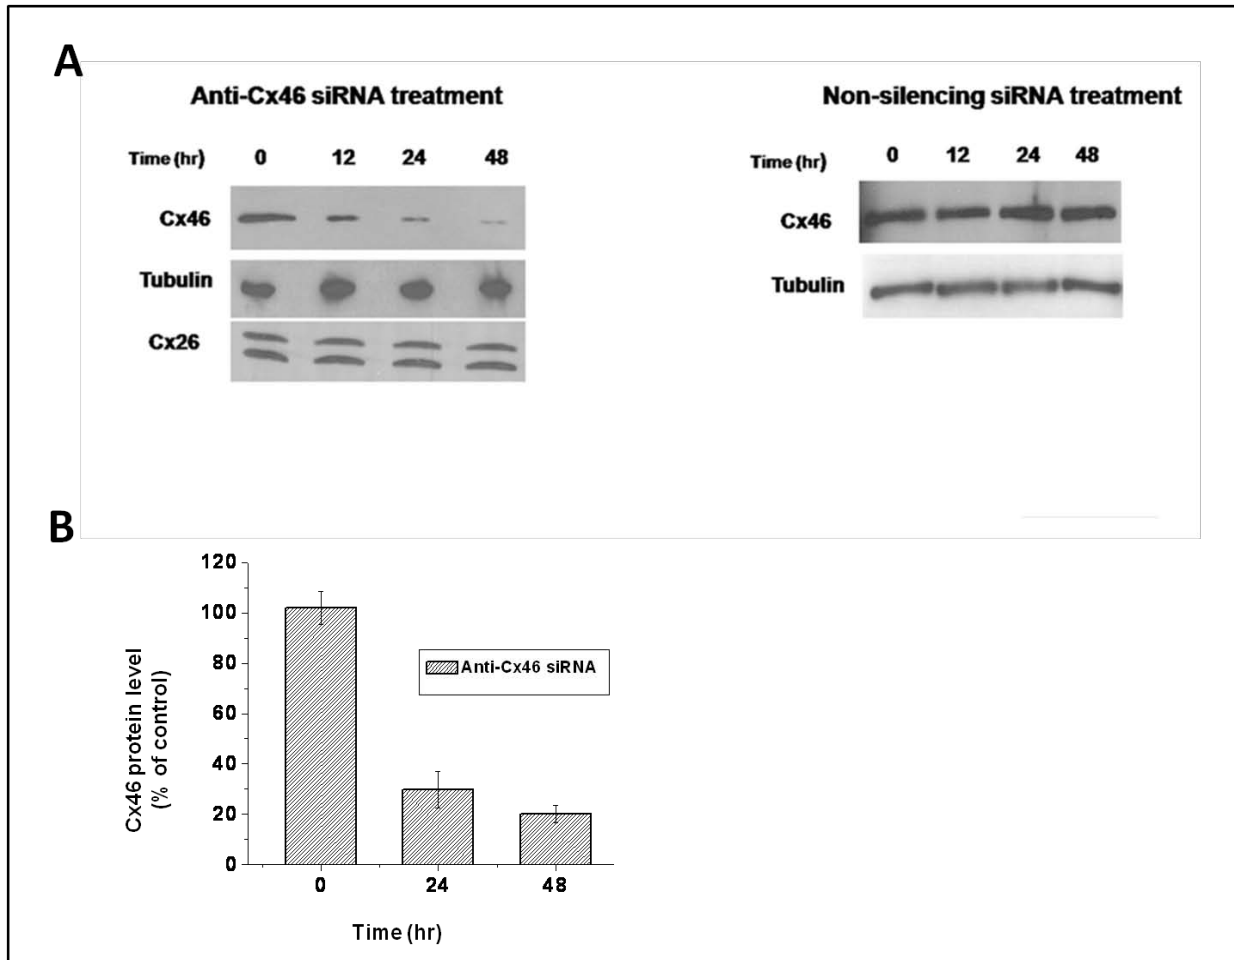 A
Anti-Cx46 siRNA treatment
Time (hr) 0 12 24 48
Cx46
Tubulin
Cx26
Non-silencing siRNA treatment
Time (hr) 0 12 24 48
Cx46
Tubulin
B
Cx46 protein level
(% of control)
120
100
80
60
40
20
0
Anti-Cx46 siRNA
0 24 48
Time (hr)